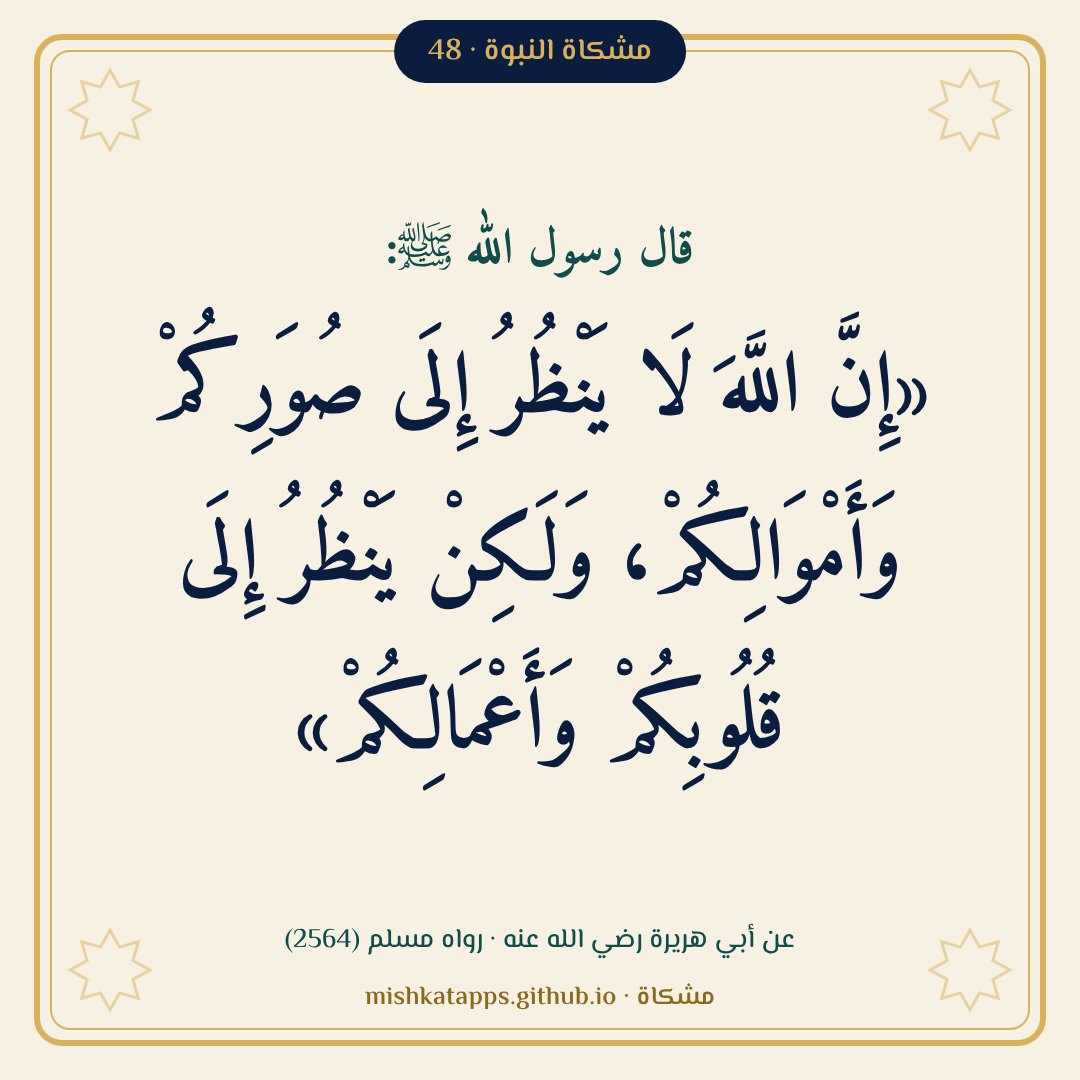 مشكاة النبوة · 48
قال رسول الله ﷺ:
«إِنَّ اللَّهَ لَا يَنْظُرُ إِلَى صُوَرِكُمْ
وَأَمْوَالِكُمْ، وَلَكِنْ يَنْظُرُ إِلَى
قُلُوبِكُمْ وَأَعْمَالِكُمْ»
عن أبي هريرة رضي الله عنه · رواه مسلم (2564)
مشكاة · mishkatapps.github.io